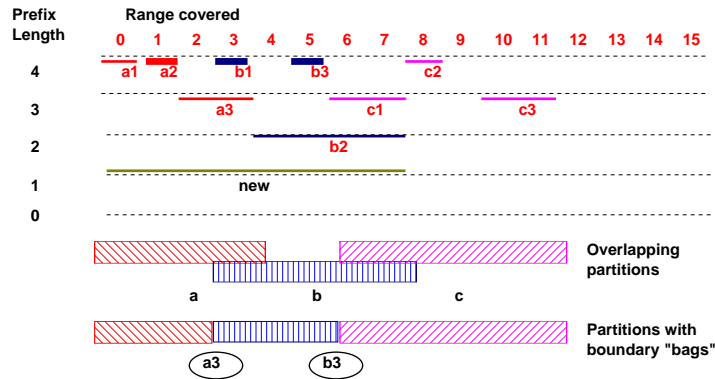 Prefix Length
Range covered
0 1 2 3 4 5 6 7 8 9 10 11 12 13 14 15
4
a1 a2 b1 b3 c2
3
a3 c1 c3
2
b2
1
new
0
Overlapping partitions
a b c
Partitions with boundary "bags"
a3 b3